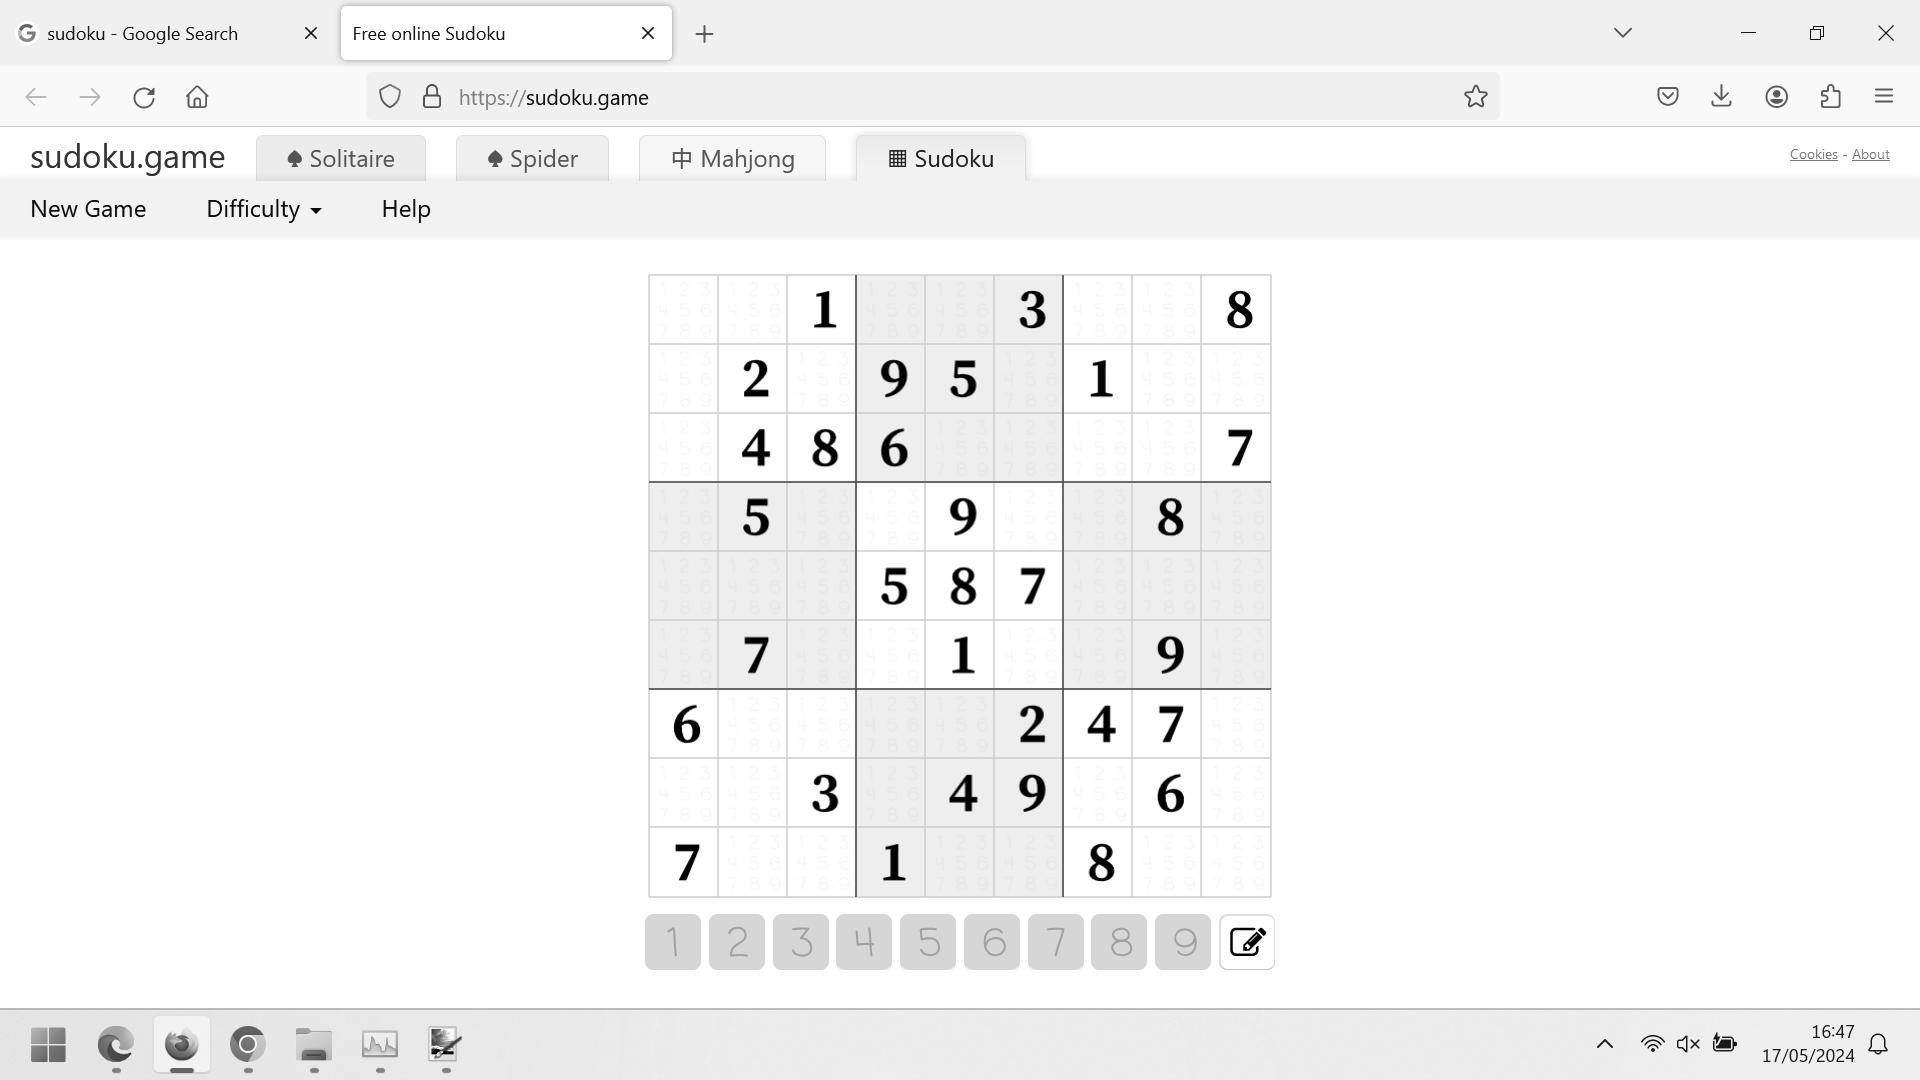 sudoku - Google Search
Free online Sudoku
https://sudoku.game
sudoku.game
Solitaire
Spider
中 Mahjong
Sudoku
Cookies - About
New Game
Difficulty
Help
1 3 8
2 9 5 1
4 8 6 7
5 9 8
5 8 7
7 1 9
6 2 4 7
3 4 9 6
7 1 8
1 2 3 4 5 6 7 8 9
16:47
17/05/2024